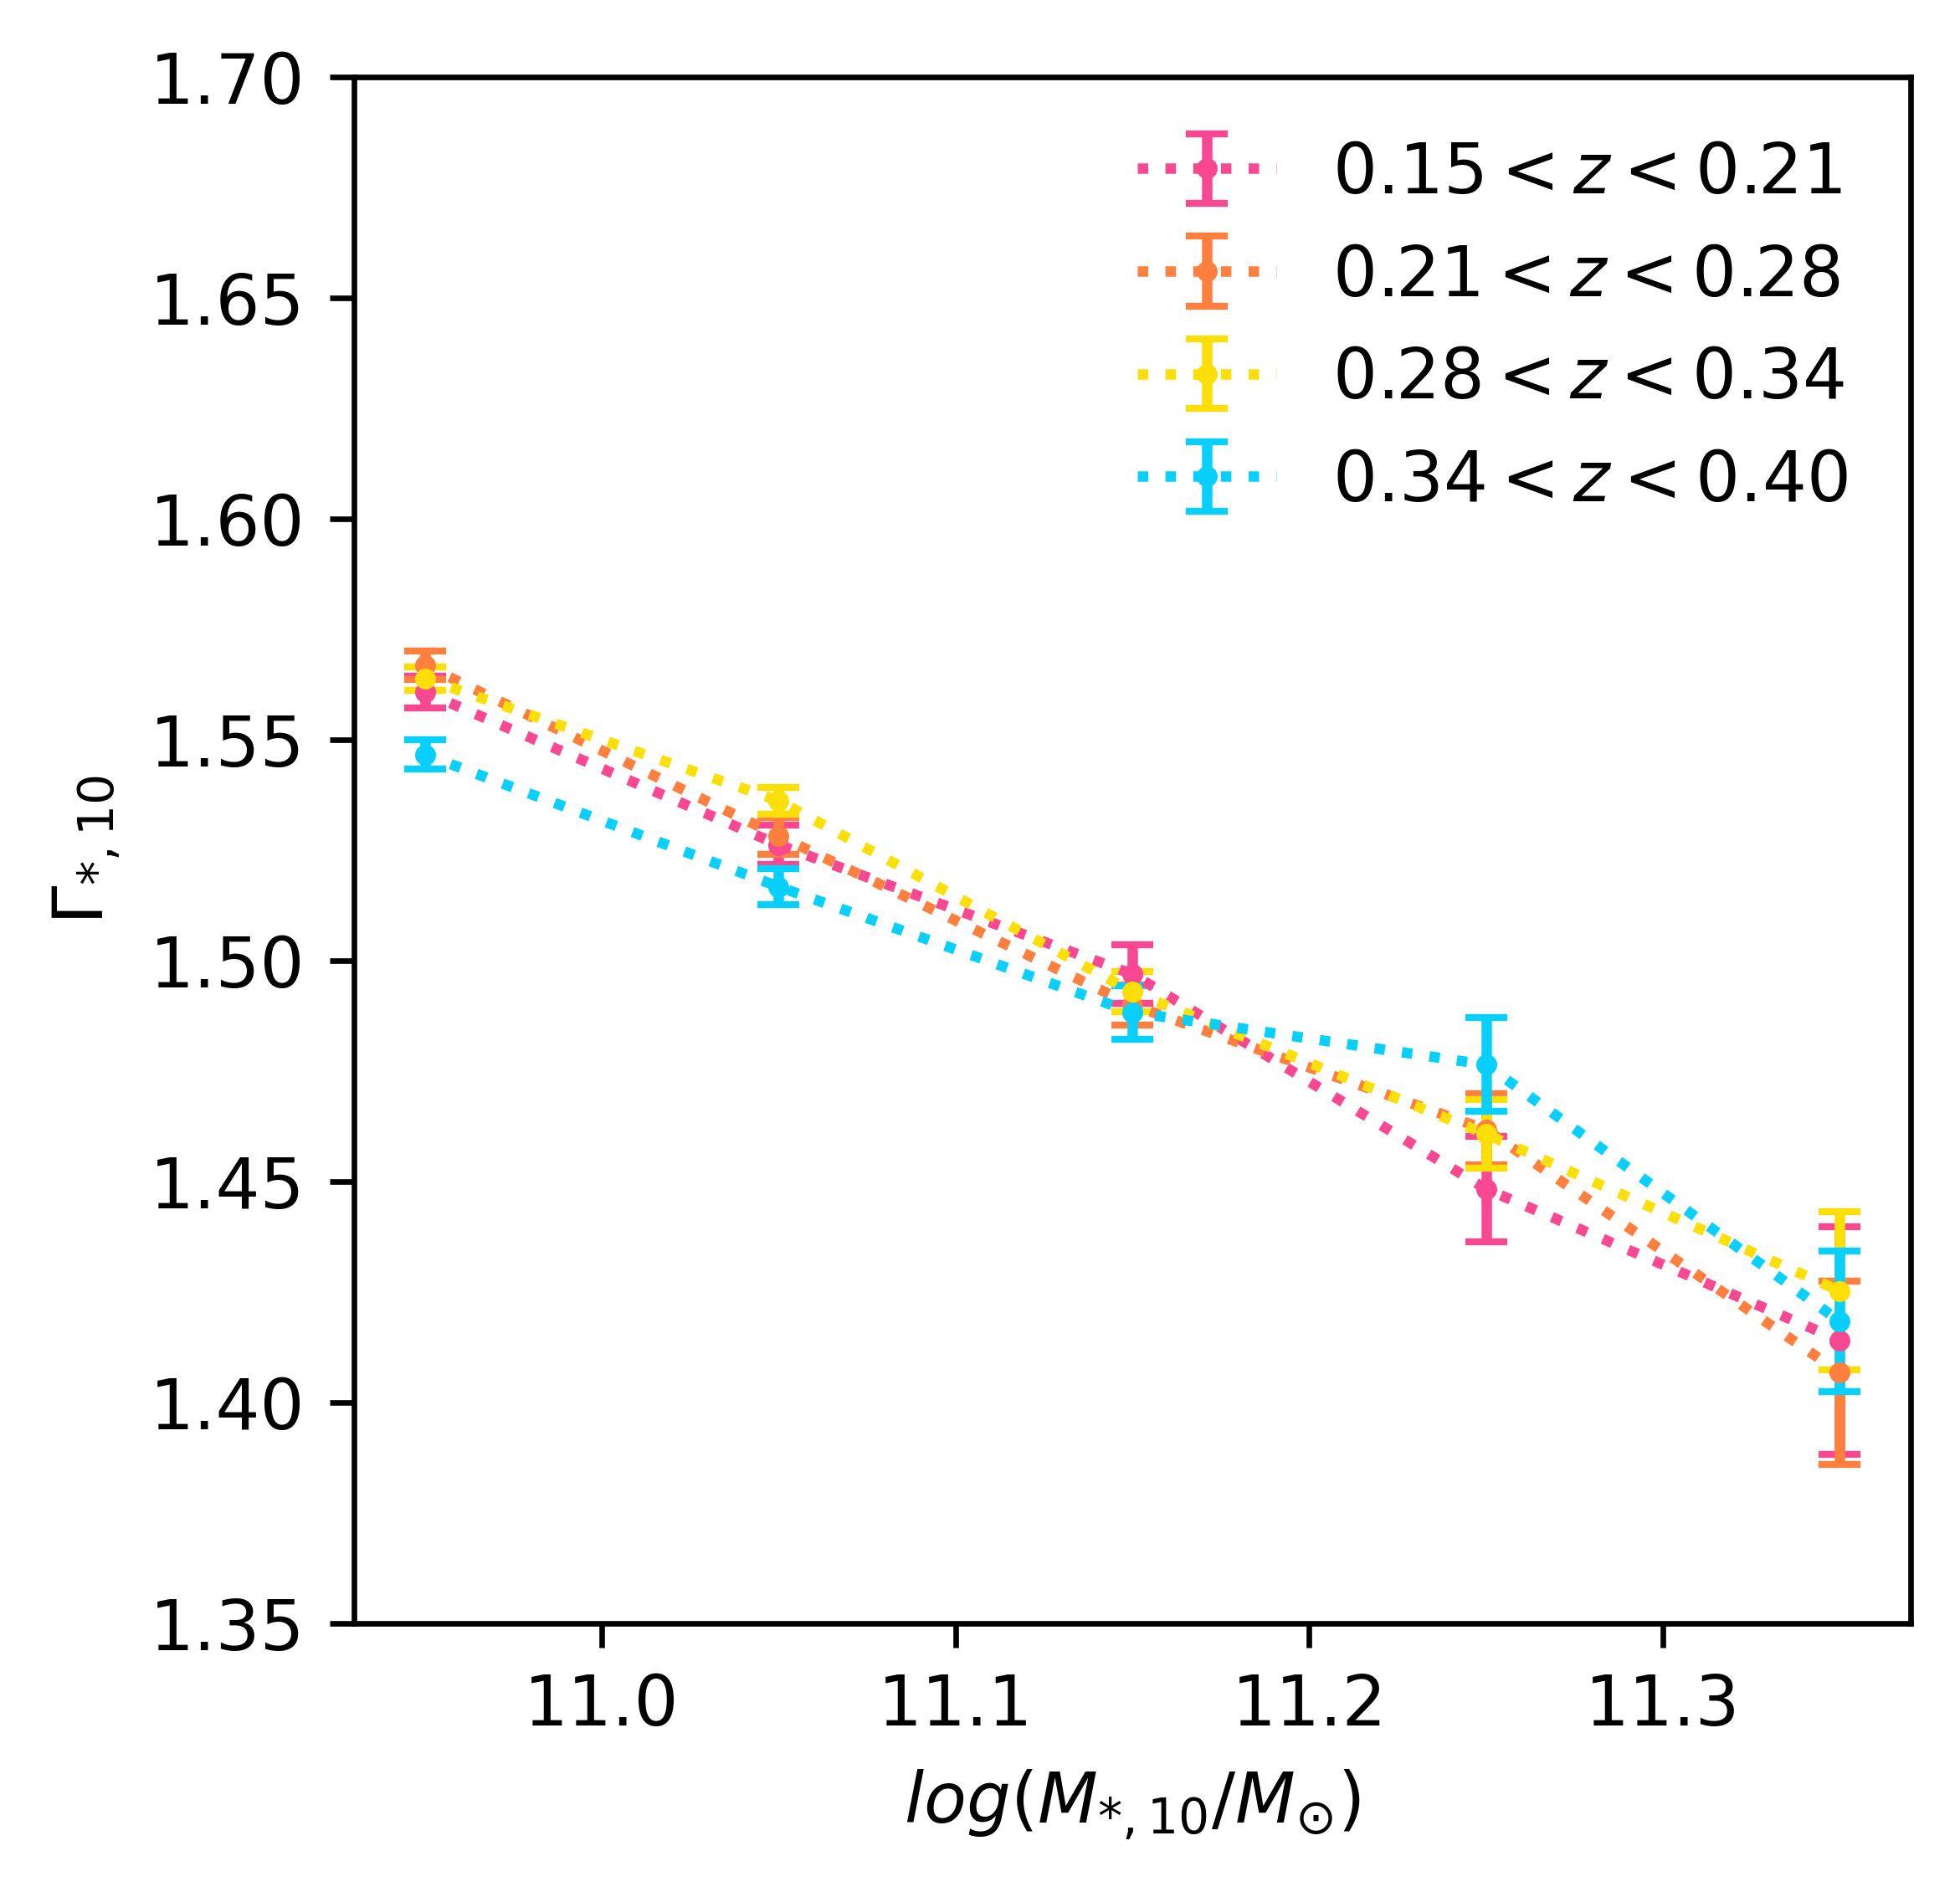 1.70
1.65
1.60
1.55
1.50
1.45
1.40
1.35
Γ*, 10
0.15 < z < 0.21
0.21 < z < 0.28
0.28 < z < 0.34
0.34 < z < 0.40
11.0 11.1 11.2 11.3
log(M*, 10/M⊙)